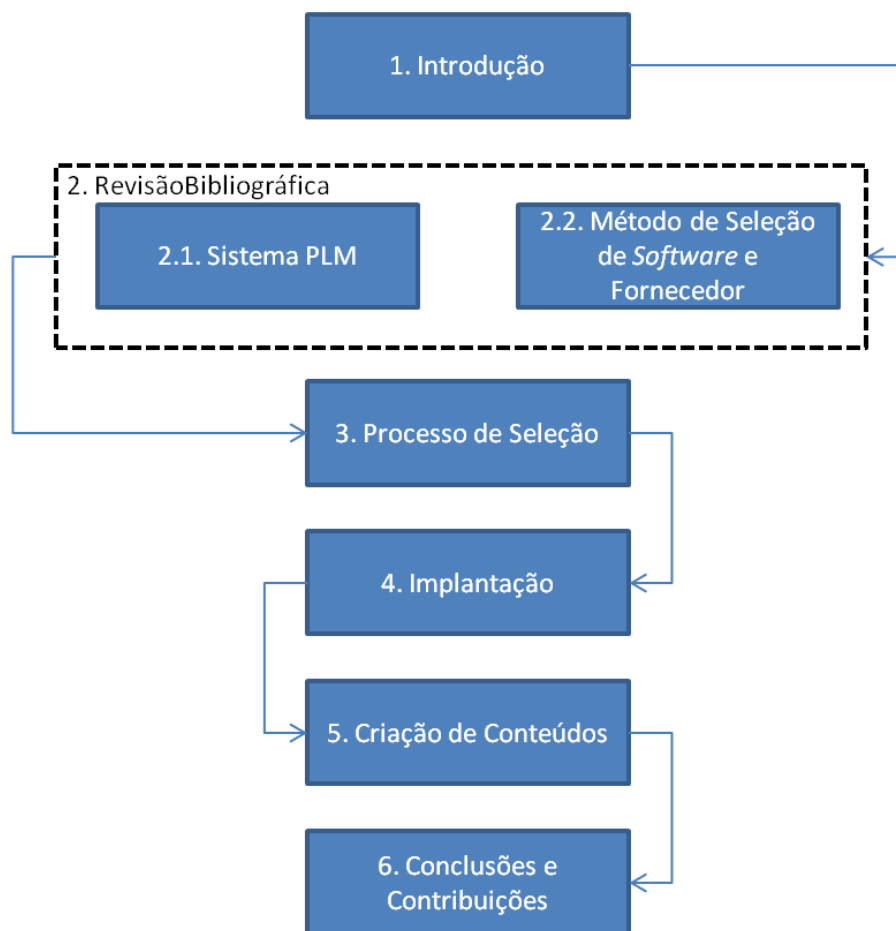 1. Introdução
2. RevisãoBibliográfica
2.1. Sistema PLM
2.2. Método de Seleção
de Software e
Fornecedor
3. Processo de Seleção
4. Implantação
5. Criação de Conteúdos
6. Conclusões e
Contribuições